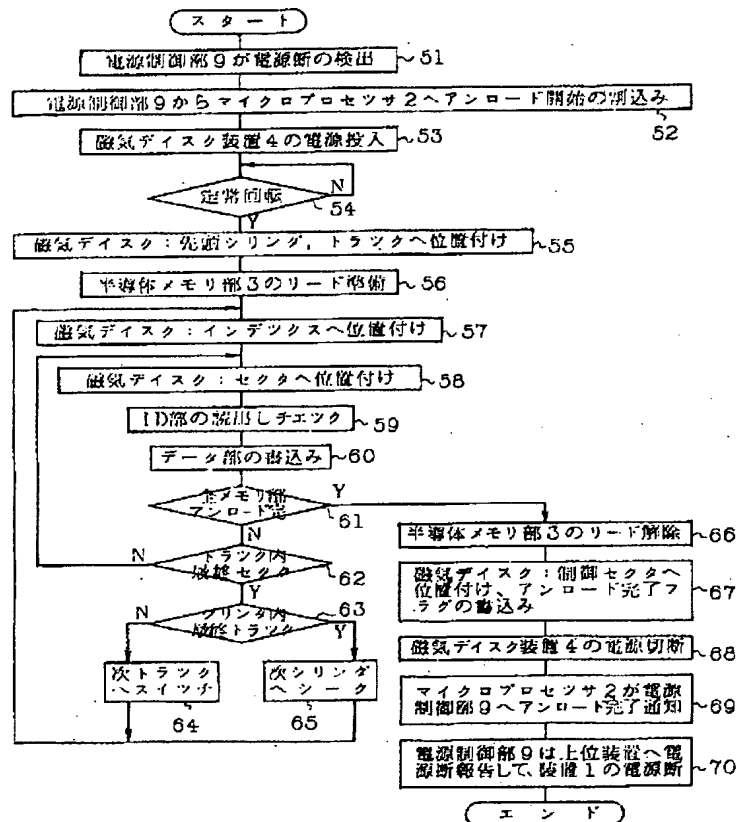 スタート
電源制御部9が電源断の検出
51
電源制御部9からマイクロプロセツサ2へアンロード開始の割込み
52
磁気ディスク装置4の電源投入
53
定常回転
N
54
Y
磁気ディスク:先頭シリンダ,トラックへ位置付け
55
半導体メモリ部3のリード準備
56
磁気ディスク:インデツクスへ位置付け
57
磁気ディスク:セクタへ位置付け
58
ID部の読出しチェック
59
データ部の書込み
60
全メモリ部
アンロード完
Y
61
N
N
トラック内
最終セクタ
62
Y
N
シリンダ内
最終トラック
63
Y
次トラック
へスイッチ
64
次シリンダ
へシーク
65
半導体メモリ部3のリード解除
66
磁気ディスク:制御セクタへ
位置付け、アンロード完了フ
ラグの書込み
67
磁気ディスク装置4の電源切断
68
マイクロプロセツサ2が電源
制御部9へアンロード完了通知
69
電源制御部9は上位装置へ電
源断報告して、装置1の電源断
70
エンド